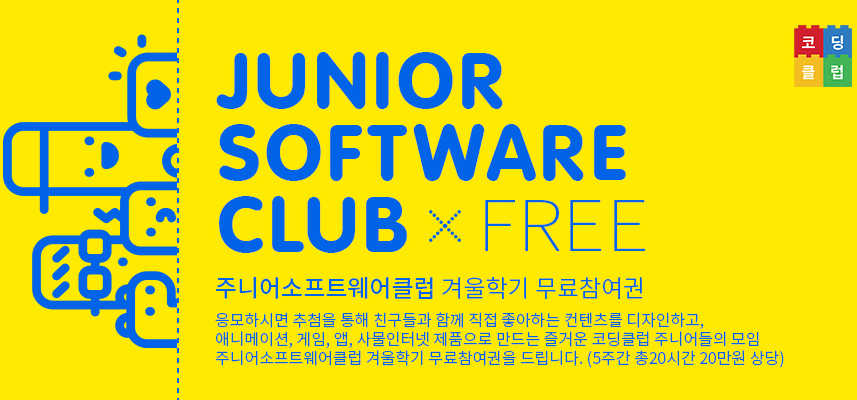 코딩
클럽
JUNIOR
SOFTWARE
CLUB × FREE
주니어소프트웨어클럽 겨울학기 무료참여권
응모하시면 추첨을 통해 친구들과 함께 직접 좋아하는 컨텐츠를 디자인하고,
애니메이션, 게임, 앱, 사물인터넷 제품으로 만드는 즐거운 코딩클럽 주니어들의 모임
주니어소프트웨어클럽 겨울학기 무료참여권을 드립니다. (5주간 총20시간 20만원 상당)